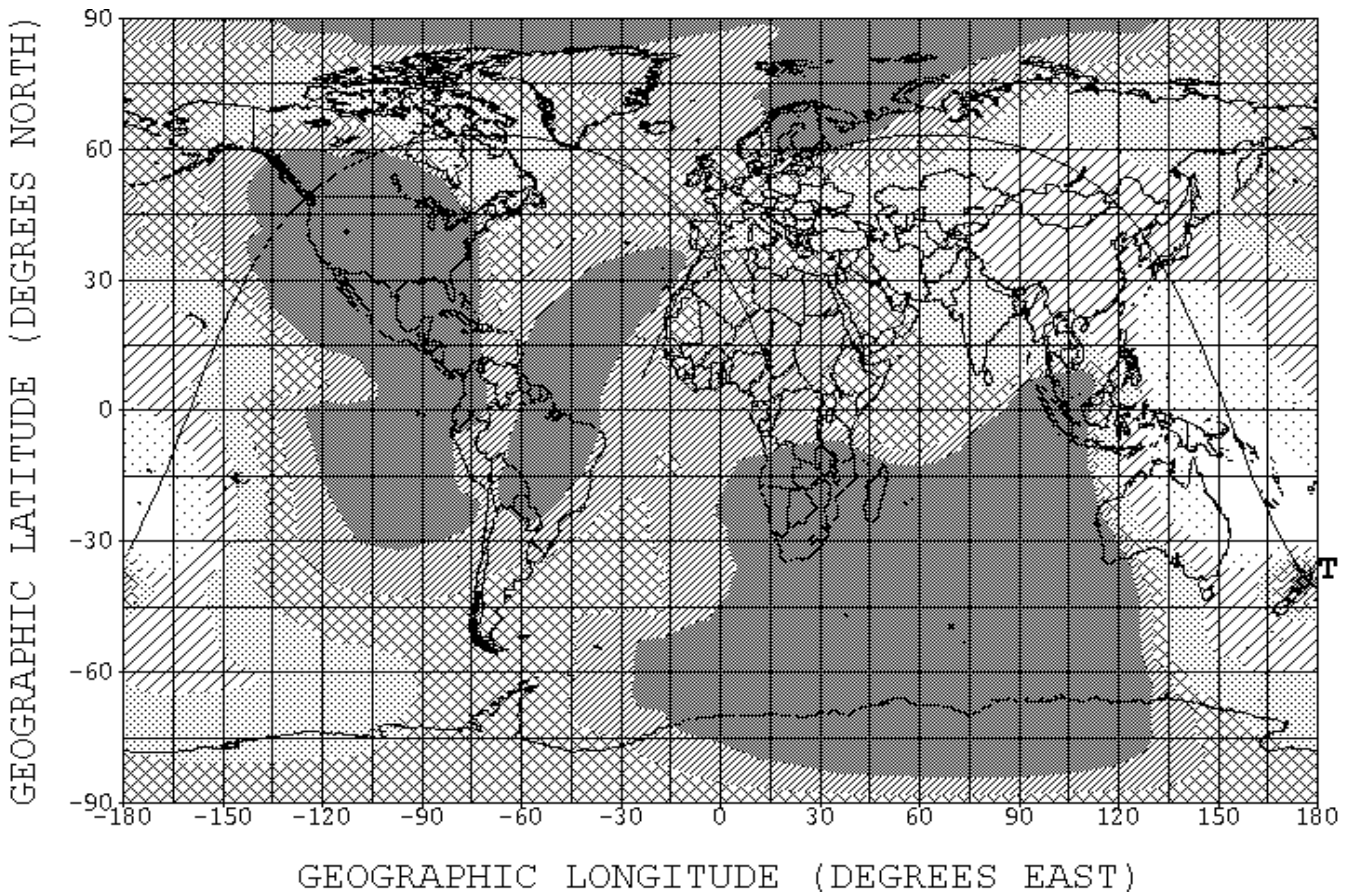 GEOGRAPHIC LATITUDE (DEGREES NORTH)
90
60
30
0
-30
-60
-90
T
-180 -150 -120 -90 -60 -30 0 30 60 90 120 150 180
GEOGRAPHIC LONGITUDE (DEGREES EAST)